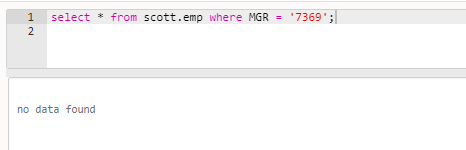 1 select * from scott.emp where MGR = '7369';
2
no data found